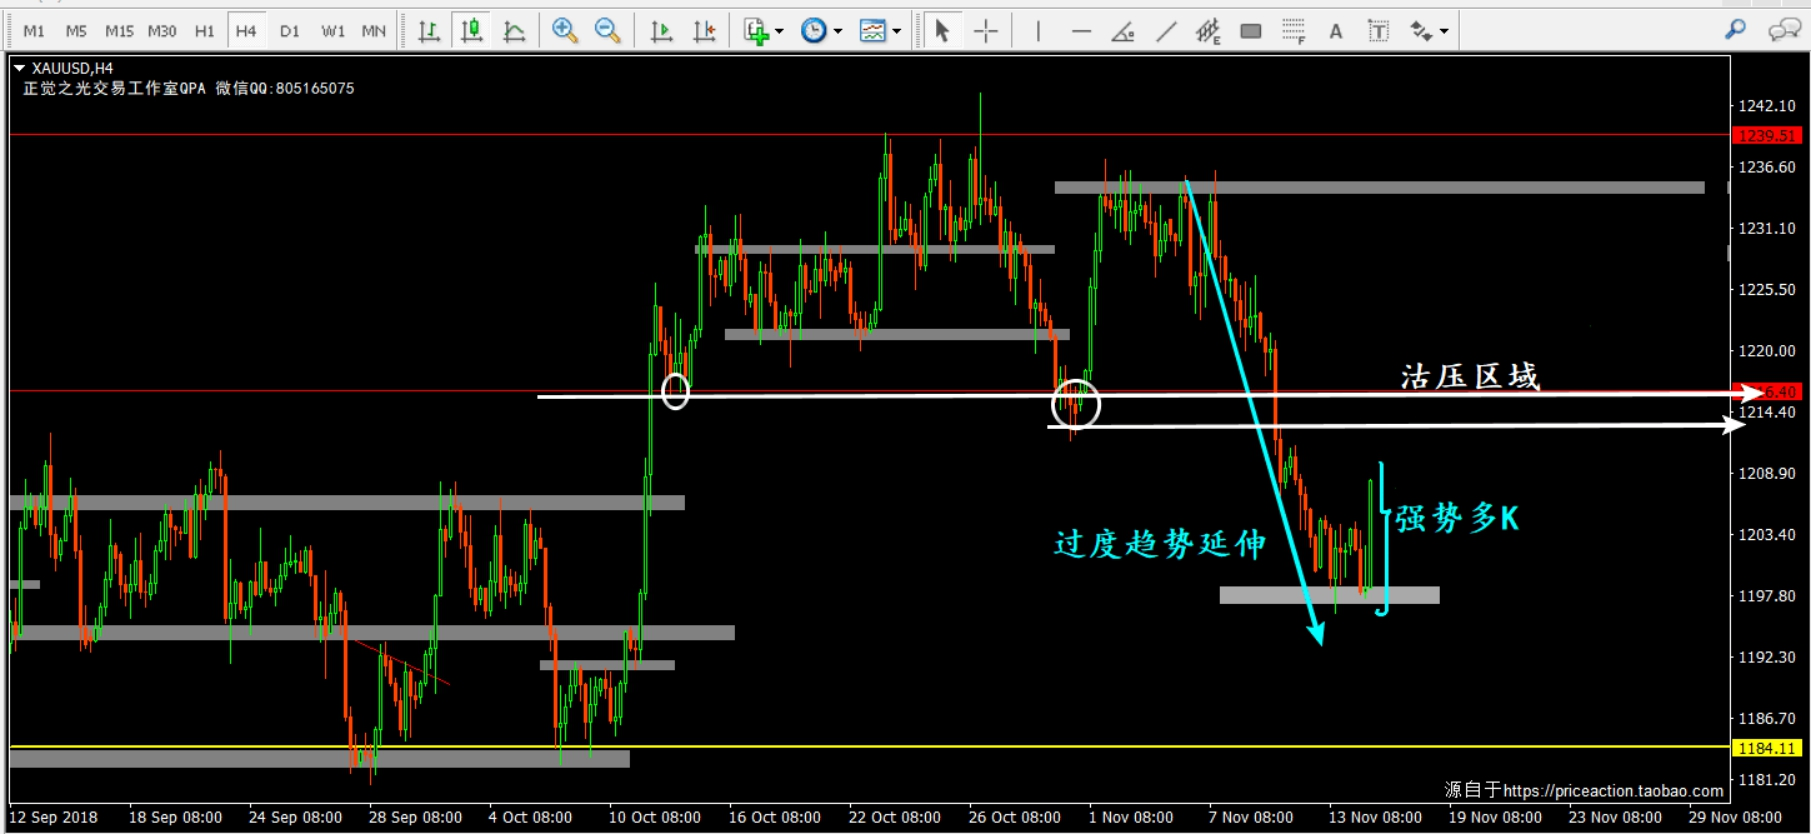 M1 M5 M15 M30 H1 H4 D1 W1 MN E F A T
XAUUSD,H4
正觉之光交易工作室QPA 微信QQ:805165075
1242.10
1239.51
1236.60
1231.10
1225.50
1220.00
沽压区域
6.40
1214.40
1208.90
强势多K
1203.40
过度趋势延伸
1197.80
1192.30
1186.70
1184.11
1181.20
源自于https://priceaction.taobao.com
12 Sep 2018 18 Sep 08:00 24 Sep 08:00 28 Sep 08:00 4 Oct 08:00 10 Oct 08:00 16 Oct 08:00 22 Oct 08:00 26 Oct 08:00 1 Nov 08:00 7 Nov 08:00 13 Nov 08:00 19 Nov 08:00 23 Nov 08:00 29 Nov 08:00